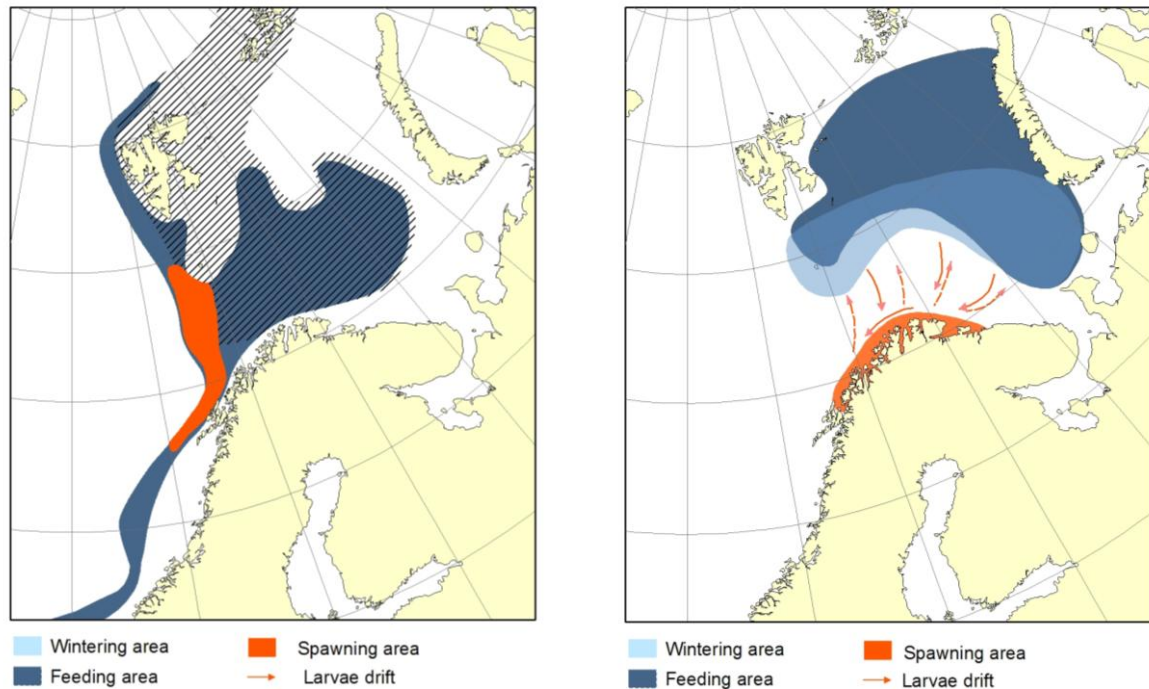 Wintering area
Spawning area
Feeding area
Larvae drift
Wintering area
Spawning area
Feeding area
Larvae drift